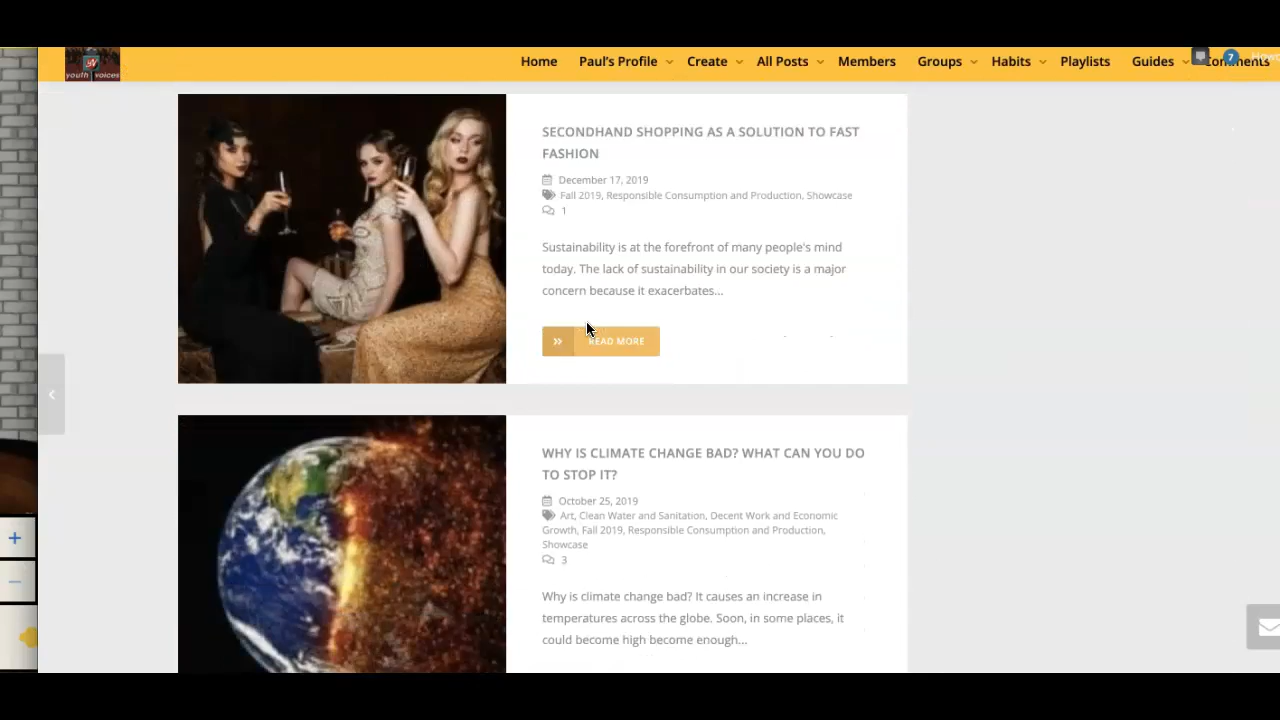 youth voices
Home Paul's Profile Create All Posts Members Groups Habits Playlists Guides Comments
7
SECONDHAND SHOPPING AS A SOLUTION TO FAST
FASHION
December 17, 2019
Fall 2019, Responsible Consumption and Production, Showcase
1
Sustainability is at the forefront of many people's mind
today. The lack of sustainability in our society is a major
concern because it exacerbates...
READ MORE
WHY IS CLIMATE CHANGE BAD? WHAT CAN YOU DO
TO STOP IT?
October 25, 2019
Art, Clean Water and Sanitation, Decent Work and Economic
Growth, Fall 2019, Responsible Consumption and Production,
Showcase
3
Why is climate change bad? It causes an increase in
temperatures across the globe. Soon, in some places, it
could become high become enough...